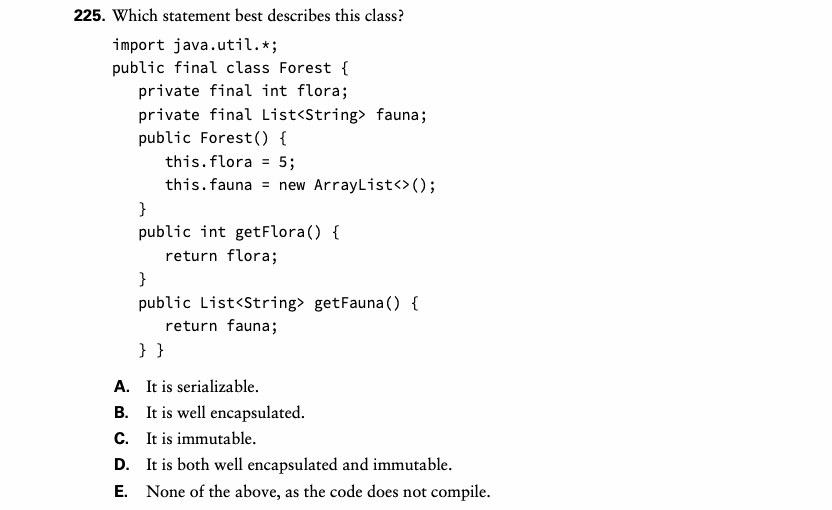 225. Which statement best describes this class?
import java.util.*;
public final class Forest {
   private final int flora;
   private final List<String> fauna;
   public Forest() {
      this.flora = 5;
      this.fauna = new ArrayList<>();
   }
   public int getFlora() {
      return flora;
   }
   public List<String> getFauna() {
      return fauna;
   } }
A. It is serializable.
B. It is well encapsulated.
C. It is immutable.
D. It is both well encapsulated and immutable.
E. None of the above, as the code does not compile.